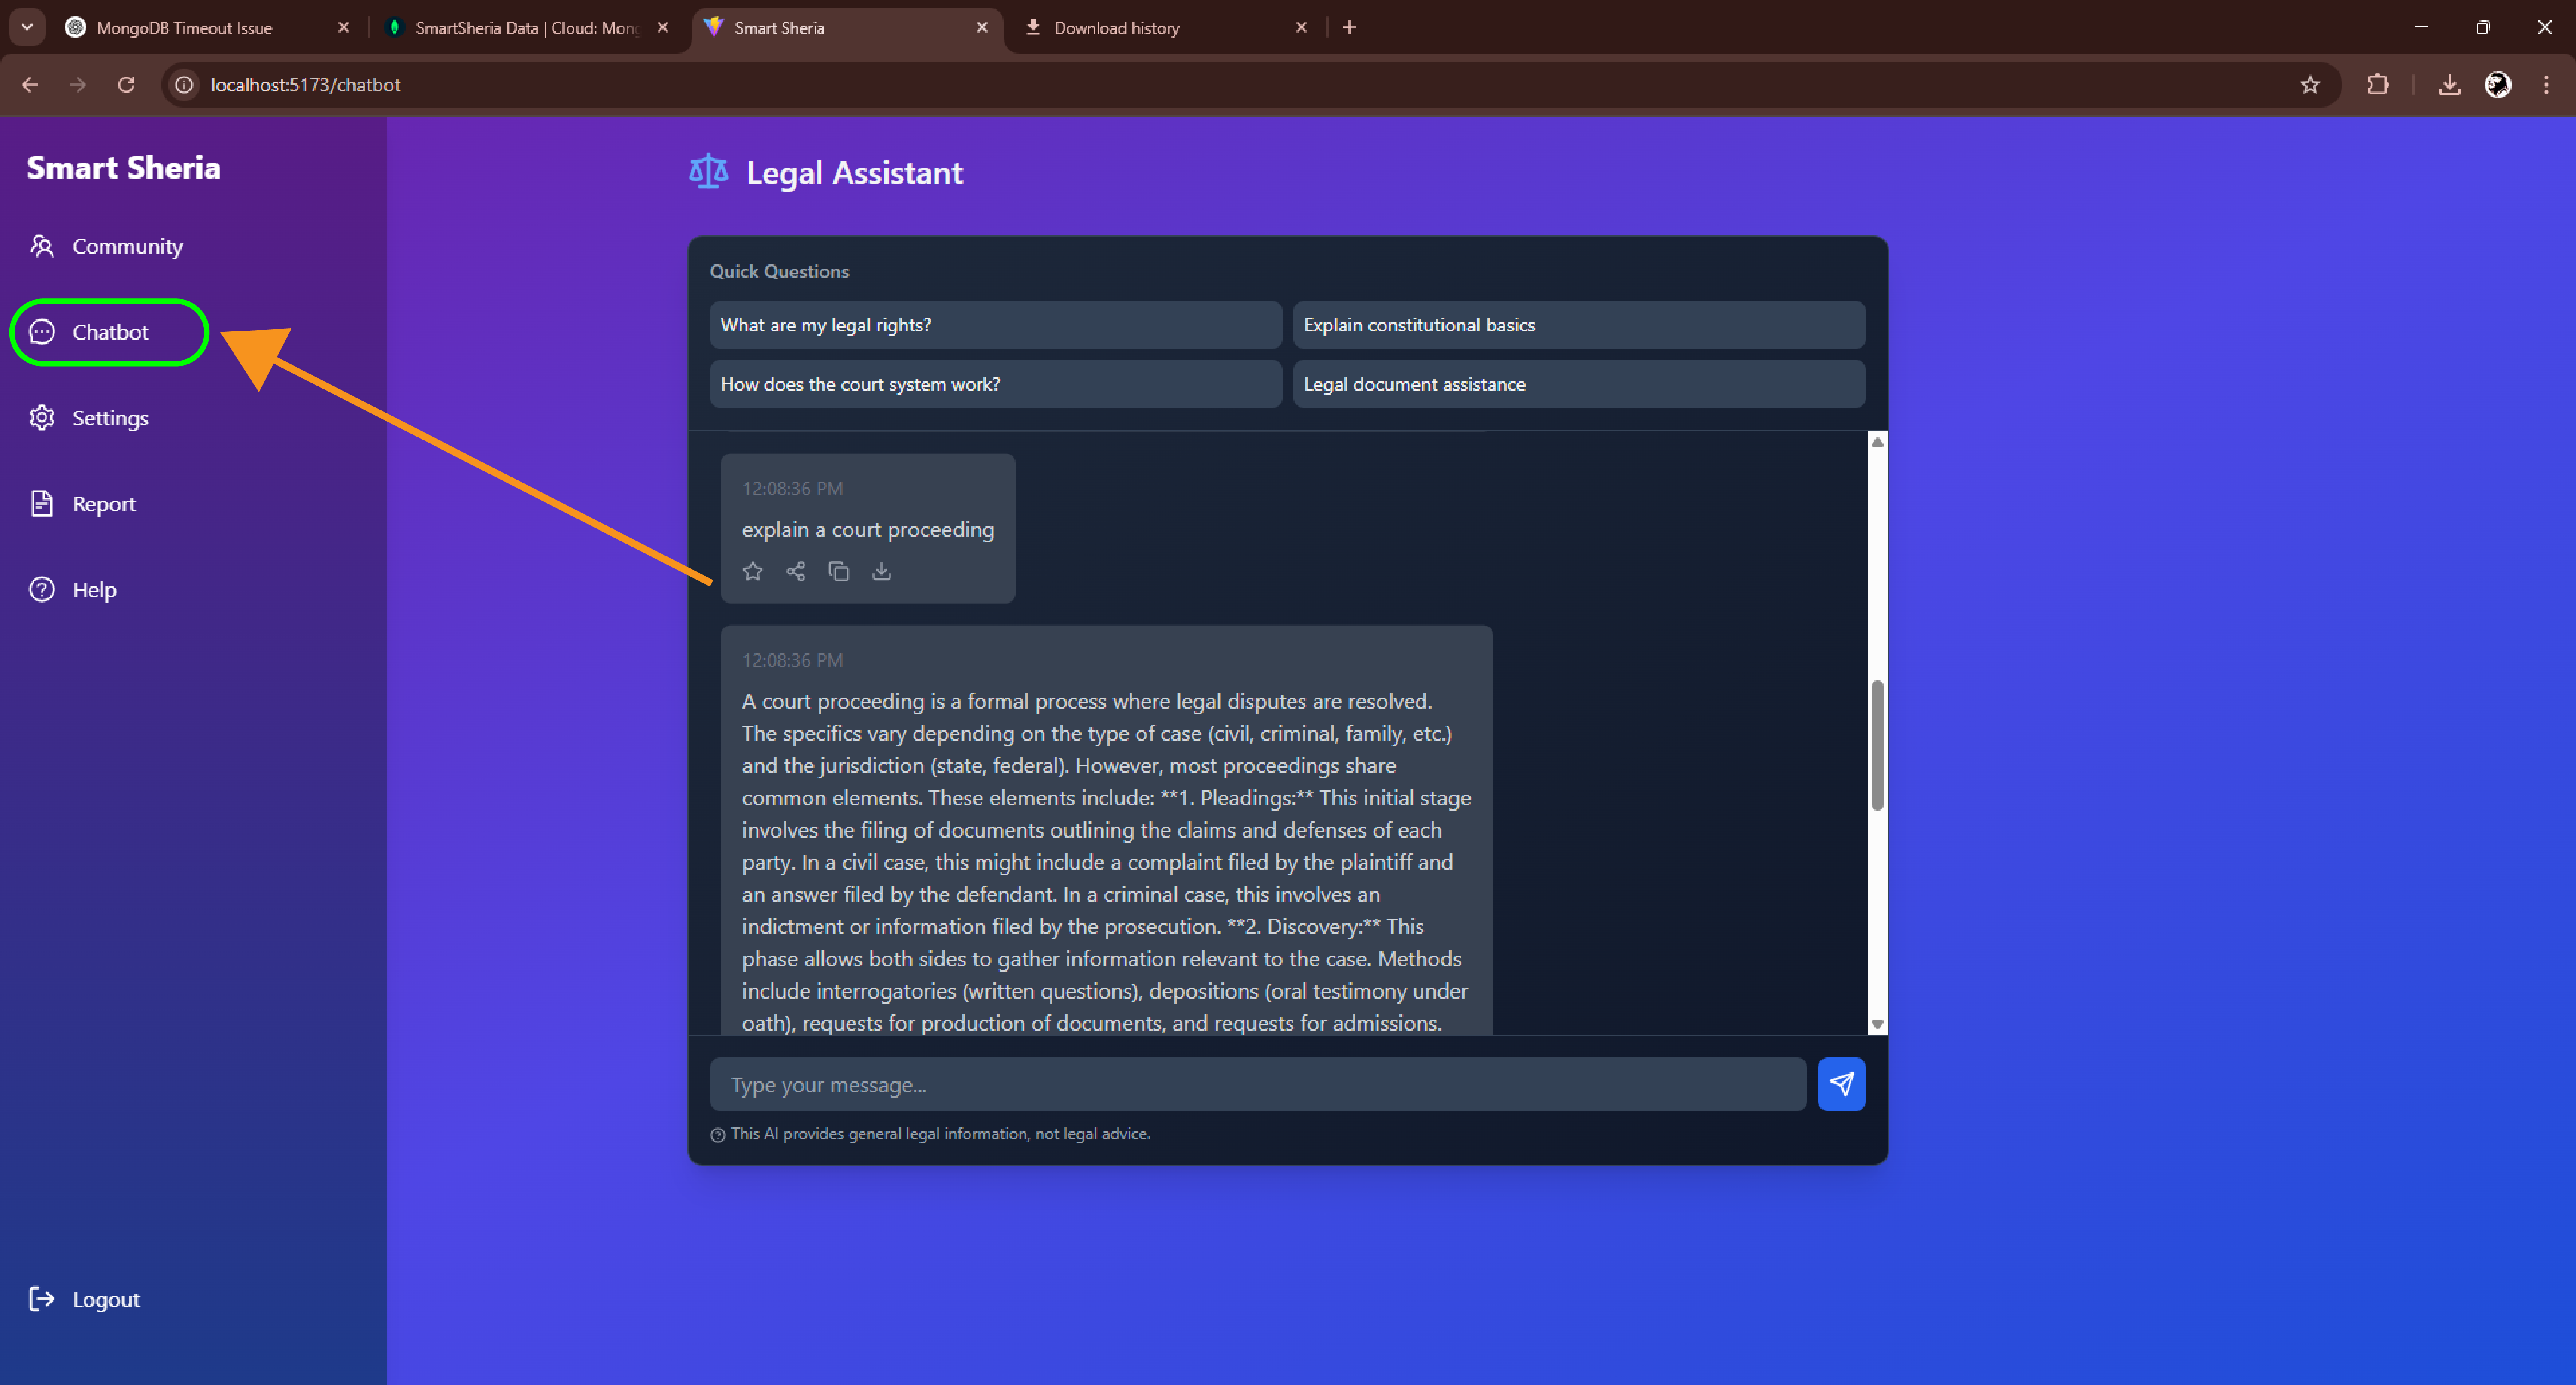 MongoDB Timeout Issue
SmartSheria Data | Cloud: Mon
Smart Sheria
Download history
localhost:5173/chatbot
Smart Sheria
Community
Chatbot
Settings
Report
Help
Logout
Legal Assistant
Quick Questions
What are my legal rights?
Explain constitutional basics
How does the court system work?
Legal document assistance
12:08:36 PM
explain a court proceeding
12:08:36 PM
A court proceeding is a formal process where legal disputes are resolved.
The specifics vary depending on the type of case (civil, criminal, family, etc.)
and the jurisdiction (state, federal). However, most proceedings share
common elements. These elements include: **1. Pleadings:** This initial stage
involves the filing of documents outlining the claims and defenses of each
party. In a civil case, this might include a complaint filed by the plaintiff and
an answer filed by the defendant. In a criminal case, this involves an
indictment or information filed by the prosecution. **2. Discovery:** This
phase allows both sides to gather information relevant to the case. Methods
include interrogatories (written questions), depositions (oral testimony under
oath), requests for production of documents, and requests for admissions.
Type your message...
This AI provides general legal information, not legal advice.